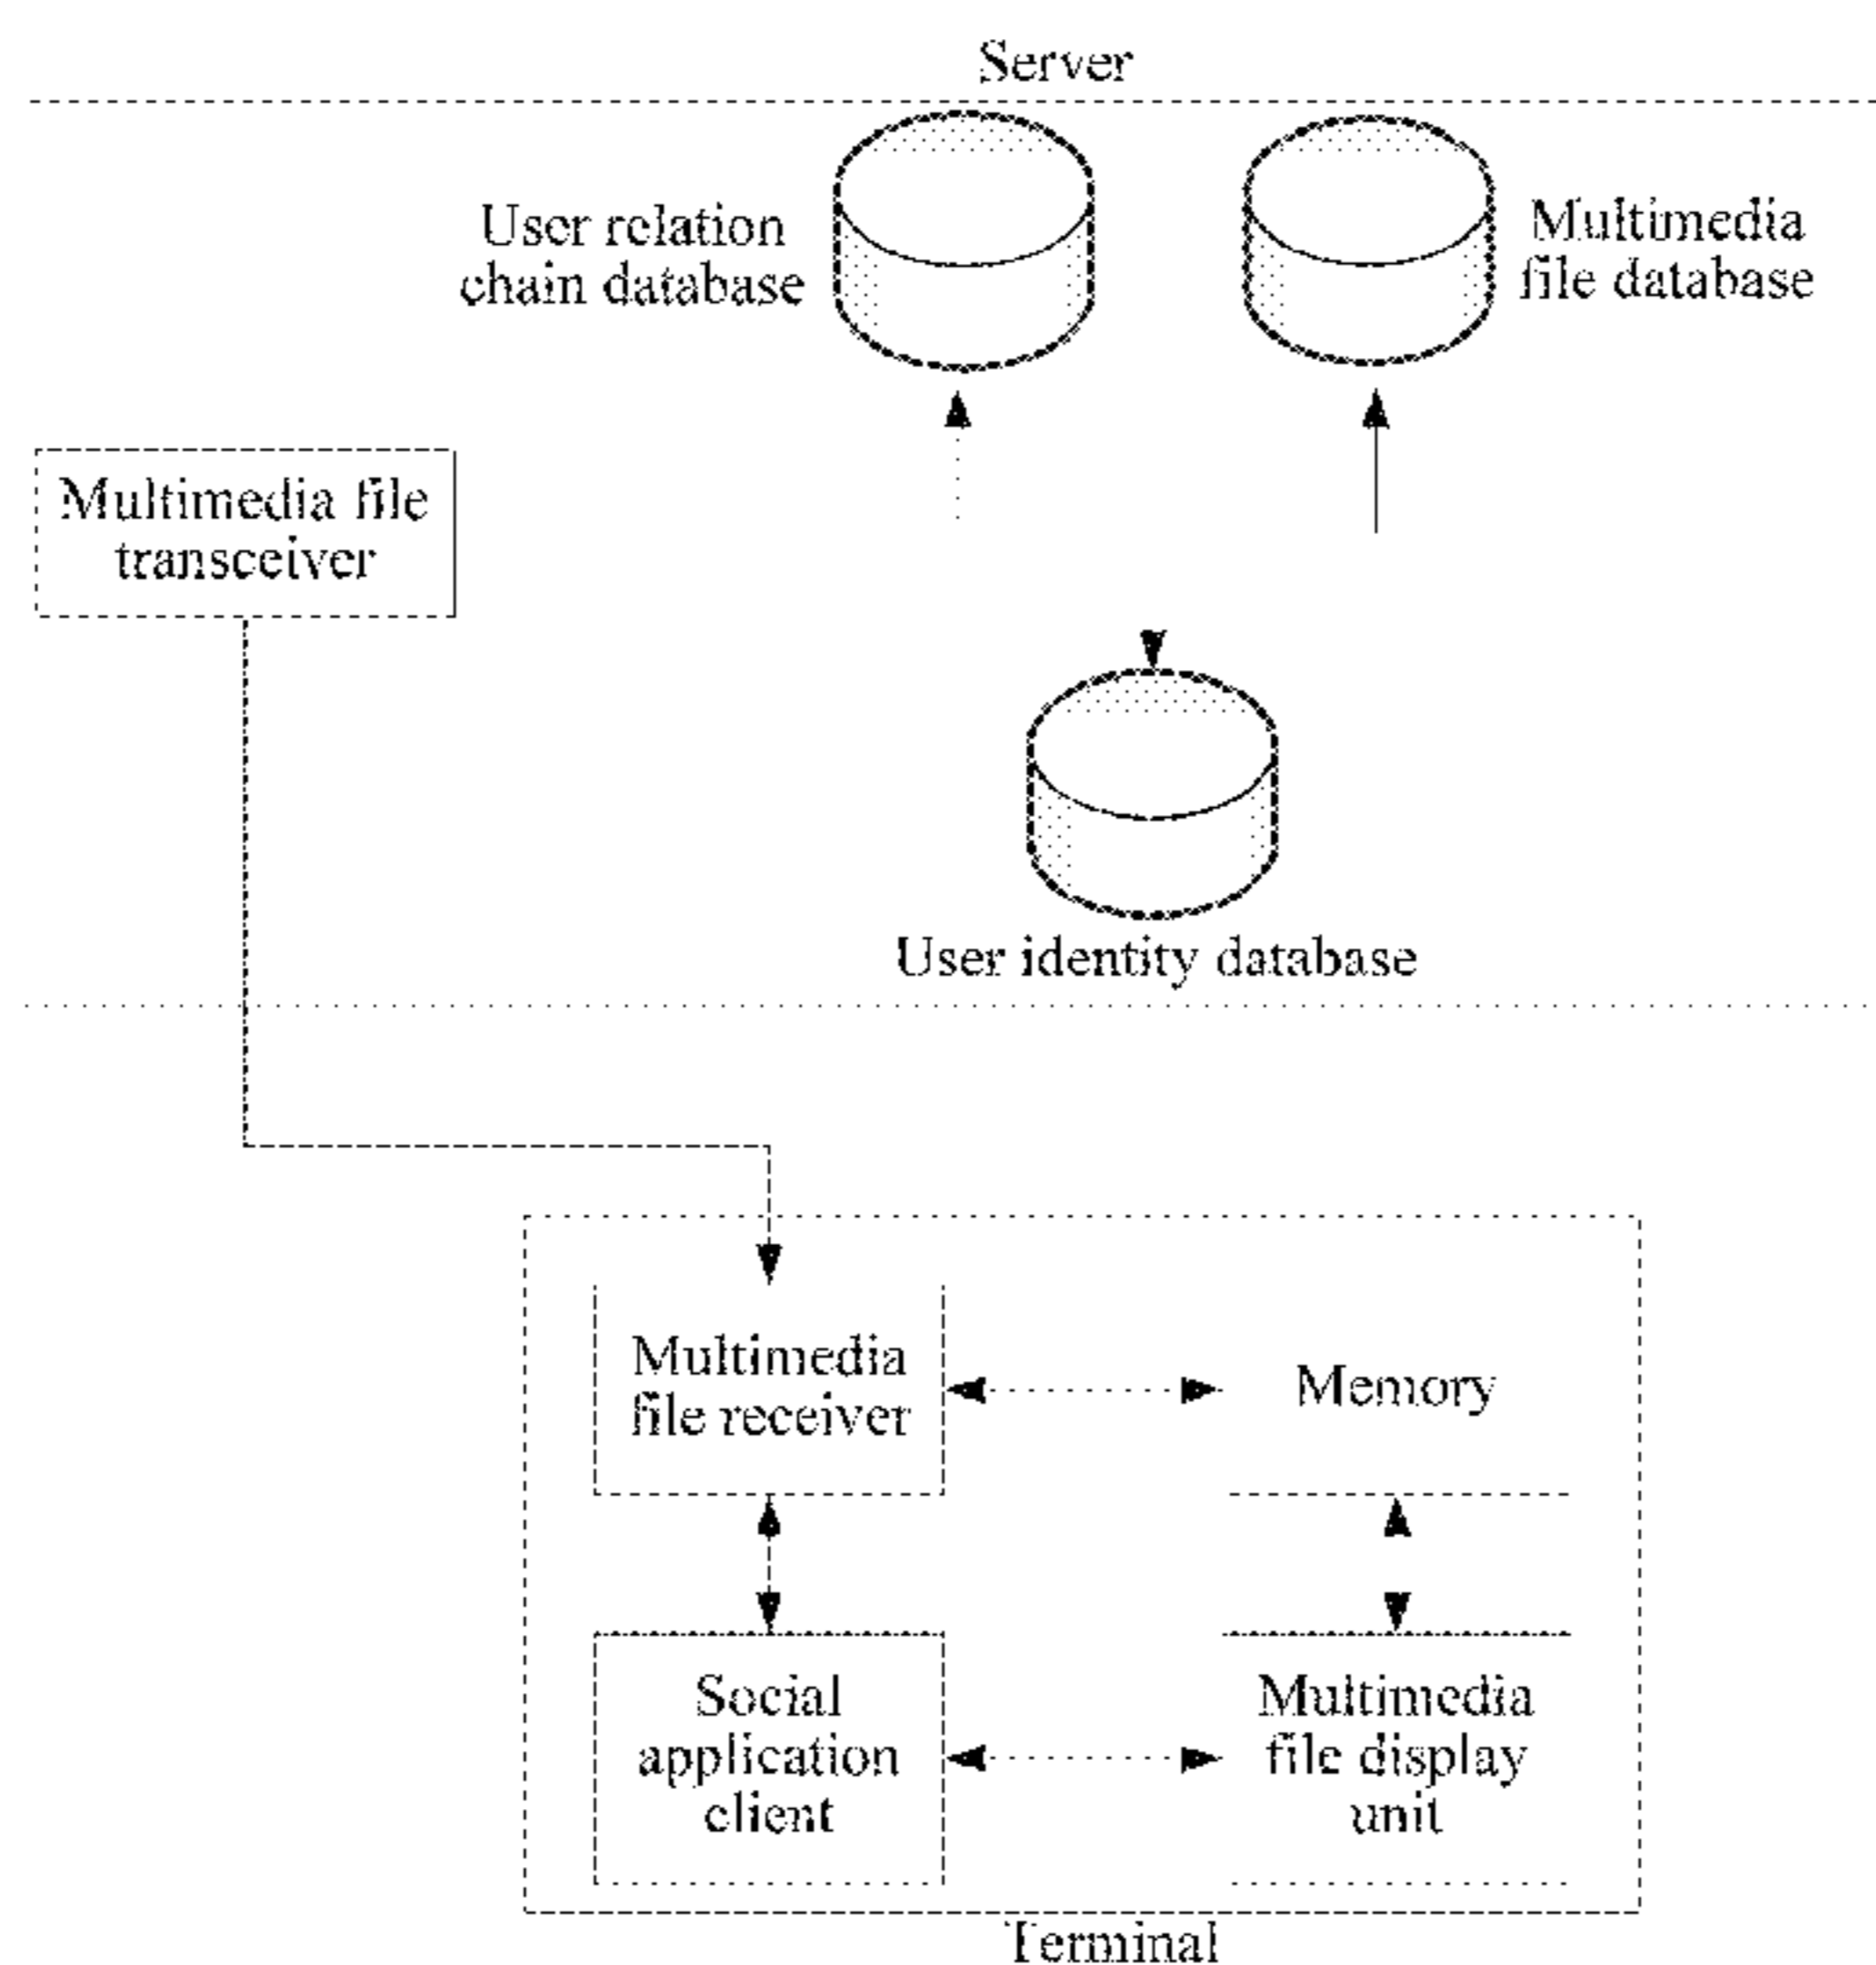 Server
User relation
chain database
Multimedia
file database
Multimedia file
transceiver
User identity database
Multimedia
file receiver
Memory
Social
application
client
Multimedia
file display
unit
Terminal